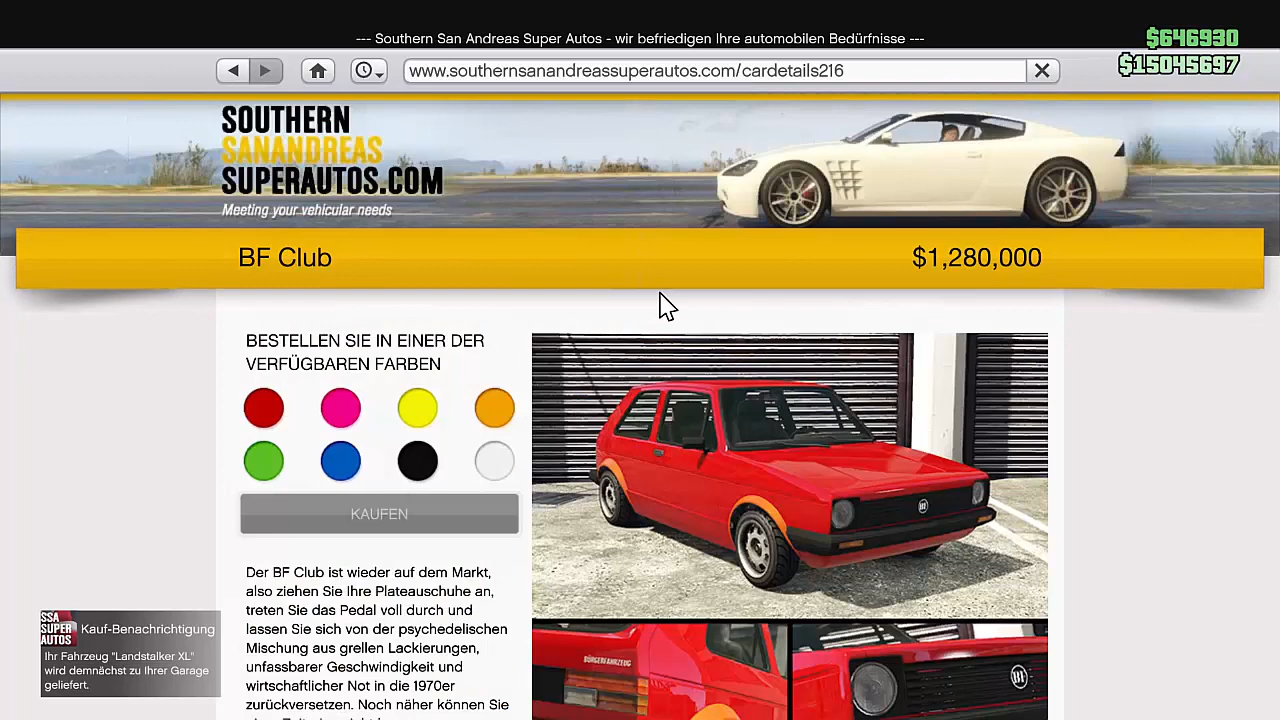 --- Southern San Andreas Super Autos - wir befriedigen Ihre automobilen Bedürfnisse ---
$646930
$15045697
www.southernsanandreassuperautos.com/cardetails216
SOUTHERN
SANANDREAS
SUPERAUTOS.COM
Meeting your vehicular needs
BF Club
$1,280,000
BESTELLEN SIE IN EINER DER
VERFÜGBAREN FARBEN
KAUFEN
Der BF Club ist wieder auf dem Markt,
also ziehen Sie Ihre Plateauschuhe an,
treten Sie das Pedal voll durch und
lassen Sie sich von der psychedelischen
Mischung aus grellen Lackierungen,
unfassbarer Geschwindigkeit und
wirtschaftlicher Not in die 1970er
zurückversetzen. Noch näher können Sie
BÜRGERFAHRZEUG
SSA
SUPER
AUTOS
Kauf-Benachrichtigung
Ihr Fahrzeug "Landstalker XL"
wird demnächst zu Ihrer Garage
geliefert.